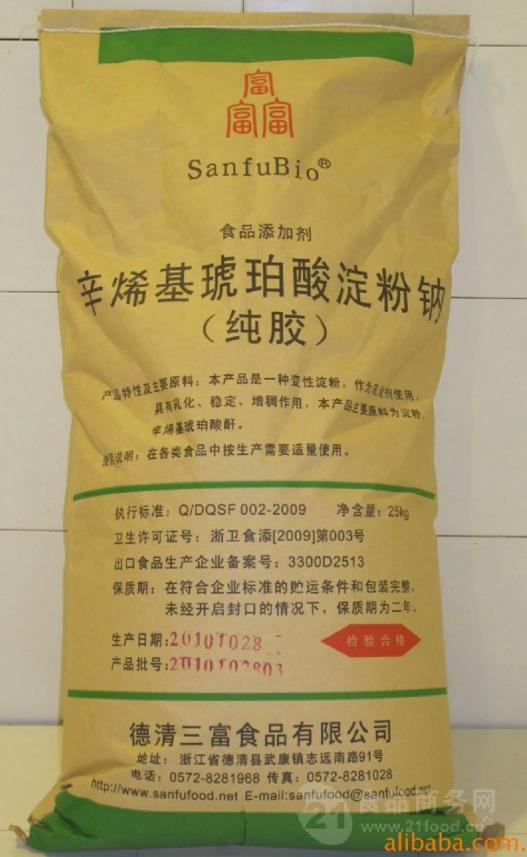 富
富富
SanfuBio®
食品添加剂
辛烯基琥珀酸淀粉钠
（纯胶）
产品特性及主要原料：本产品是一种变性淀粉，作为乳化剂使用，
具有乳化、稳定、增稠作用，本产品主要原料为淀粉，
辛烯基琥珀酸酐。
使用说明：在各类食品中按生产需要适量使用。
执行标准：Q/DQSF 002-2009 净含量：25kg
卫生许可证号：浙卫食添[2009]第003号
出口食品生产企业备案号：3300D2513
保质期：在符合企业标准的贮运条件和包装完整，
未经开启封口的情况下，保质期为二年。
生产日期：20101028
产品批号：2010102803
检验合格
德清三富食品有限公司
地址：浙江省德清县武康镇志远南路91号
电话：0572-8281968 传真：0572-8281028
http://www.sanfufood.net E-mail:sanfufood@sanfufood.net
21食品商务网
www.21food.cn
alibaba.com